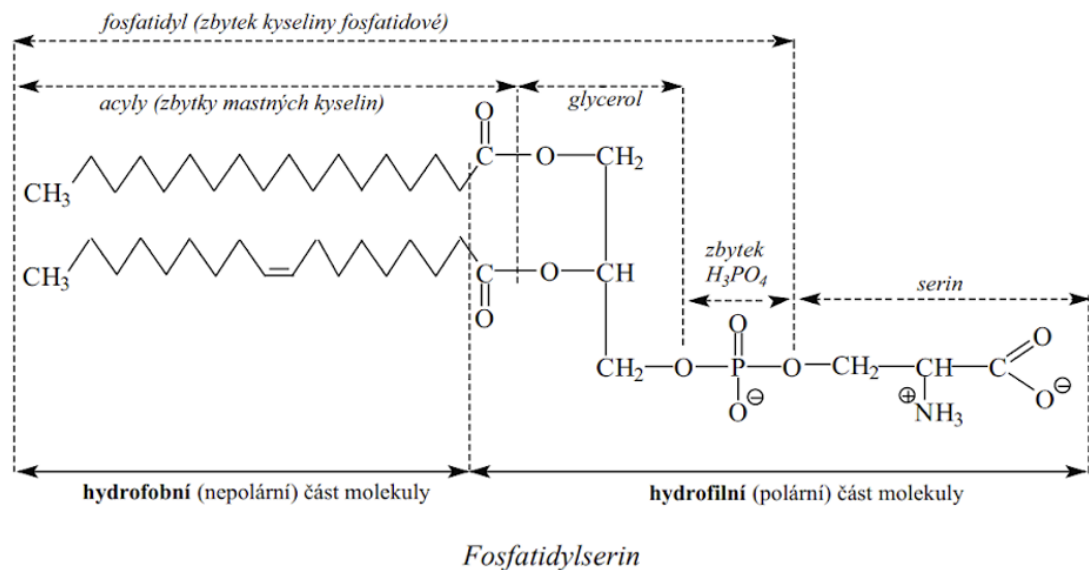 fosfatidyl (zbytek kyseliny fosfatidové)
acyly (zbytky mastných kyselin)
glycerol
O
C O CH2
CH3
zbytek
H3PO4
serin
CH3 C O CH
O
O O
CH2 O P O CH2 CH C
O⊖ ⊕NH3 O⊖
hydrofobní (nepolární) část molekuly
hydrofilní (polární) část molekuly
Fosfatidylserin